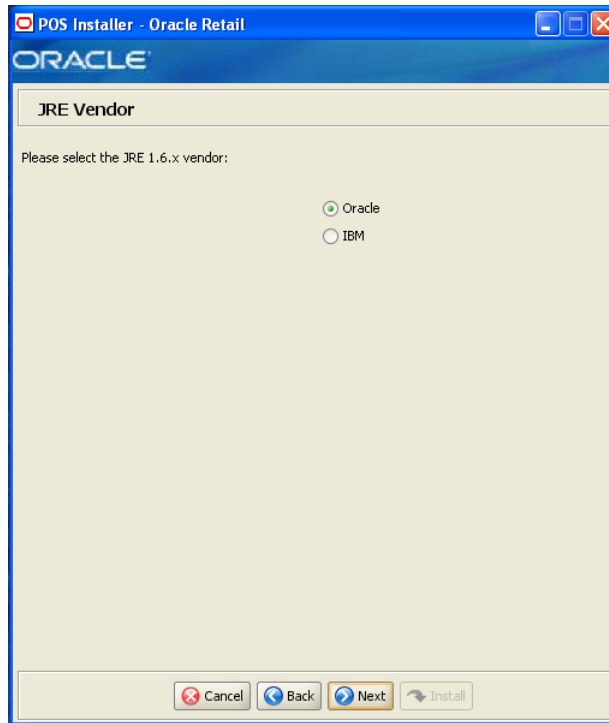 POS Installer - Oracle Retail
ORACLE
JRE Vendor
Please select the JRE 1.6.x vendor:
Oracle
IBM
Cancel Back Next Install